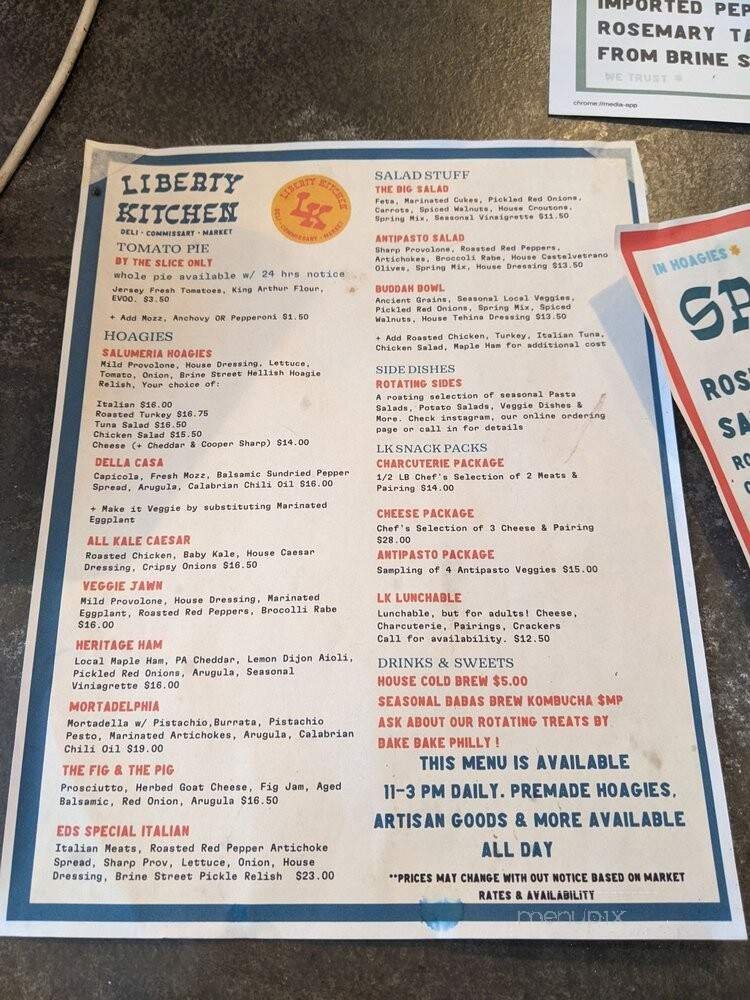 IMPORTED PEP
ROSEMARY TA
FROM BRINE S
WE TRUST *
chrome://media-app
LIBERTY
KITCHEN
DELI · COMMISSARY · MARKET
LIBERTY KITCHEN
LK
DELI · COMMISSARY · MARKET
TOMATO PIE
BY THE SLICE ONLY
whole pie available w/ 24 hrs notice
Jersey Fresh Tomatoes, King Arthur Flour,
EVOO. $3.50
+ Add Mozz, Anchovy OR Pepperoni $1.50
HOAGIES
SALUMERIA HOAGIES
Mild Provolone, House Dressing, Lettuce,
Tomato, Onion, Brine Street Hellish Hoagie
Relish, Your choice of:
Italian $16.00
Roasted Turkey $16.75
Tuna Salad $16.50
Chicken Salad $15.50
Cheese (+ Cheddar & Cooper Sharp) $14.00
DELLA CASA
Capicola, Fresh Mozz, Balsamic Sundried Pepper
Spread, Arugula, Calabrian Chili Oil $16.00
+ Make it Veggie by substituting Marinated
Eggplant
ALL KALE CAESAR
Roasted Chicken, Baby Kale, House Caesar
Dressing, Cripsy Onions $16.50
VEGGIE JAWN
Mild Provolone, House Dressing, Marinated
Eggplant, Roasted Red Peppers, Brocolli Rabe
$16.00
HERITAGE HAM
Local Maple Ham, PA Cheddar, Lemon Dijon Aioli,
Pickled Red Onions, Arugula, Seasonal
Viniagrette $16.00
MORTADELPHIA
Mortadella w/ Pistachio,Burrata, Pistachio
Pesto, Marinated Artichokes, Arugula, Calabrian
Chili Oil $19.00
THE FIG & THE PIG
Prosciutto, Herbed Goat Cheese, Fig Jam, Aged
Balsamic, Red Onion, Arugula $16.50
EDS SPECIAL ITALIAN
Italian Meats, Roasted Red Pepper Artichoke
Spread, Sharp Prov, Lettuce, Onion, House
Dressing, Brine Street Pickle Relish $23.00
SALAD STUFF
THE BIG SALAD
Feta, Marinated Cukes, Pickled Red Onions,
Carrots, Spiced Walnuts, House Croutons,
Spring Mix, Seasonal Vinsigrette $11.50
ANTIPASTO SALAD
Sharp Provolone, Roasted Red Peppers,
Artichokes, Broccoli Rabe, House Castelvetrano
Olives, Spring Mix, House Dressing $13.50
BUDDAH BOWL
Ancient Grains, Seasonal Local Veggies,
Pickled Red Onions, Spring Mix, Spiced
Walnuts, House Tehina Dressing $13.50
+ Add Roasted Chicken, Turkey, Italian Tuna,
Chicken Salad, Maple Ham for additional cost
SIDE DISHES
ROTATING SIDES
A roating selection of seasonal Pasta
Salads, Potato Salads, Veggie Dishes &
More. Check instagram, our online ordering
page or call in for details
LK SNACK PACKS
CHARCUTERIE PACKAGE
1/2 LB Chef's Selection of 2 Meats &
Pairing $14.00
CHEESE PACKAGE
Chef's Selection of 3 Cheese & Pairing
$28.00
ANTIPASTO PACKAGE
Sampling of 4 Antipasto Veggies $15.00
LK LUNCHABLE
Lunchable, but for adults! Cheese,
Charcuterie, Pairings, Crackers
Call for availability. $12.50
DRINKS & SWEETS
HOUSE COLD BREW $5.00
SEASONAL BABAS BREW KOMBUCHA $MP
ASK ABOUT OUR ROTATING TREATS BY
BAKE BAKE PHILLY !
THIS MENU IS AVAILABLE
11-3 PM DAILY. PREMADE HOAGIES,
ARTISAN GOODS & MORE AVAILABLE
ALL DAY
**PRICES MAY CHANGE WITH OUT NOTICE BASED ON MARKET
RATES & AVAILABILITY
IN HOAGIES *
SP
ROS
SA
RO
menupix